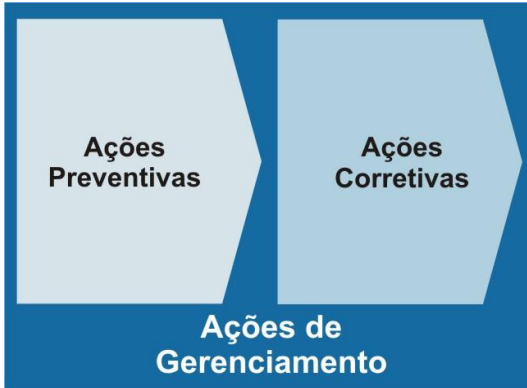 Ações
Preventivas
Ações
Corretivas
Ações de
Gerenciamento